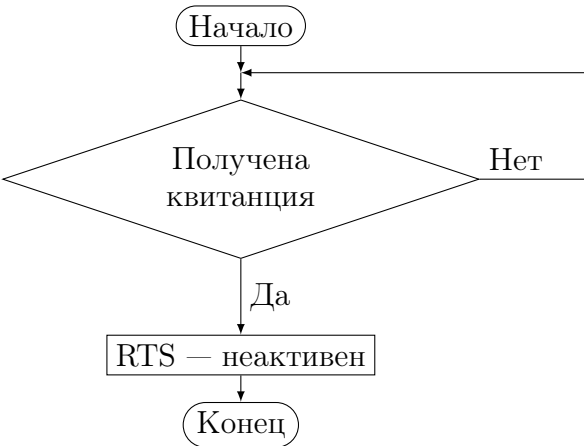 Начало
Получена
квитанция
Нет
Да
RTS — неактивен
Конец